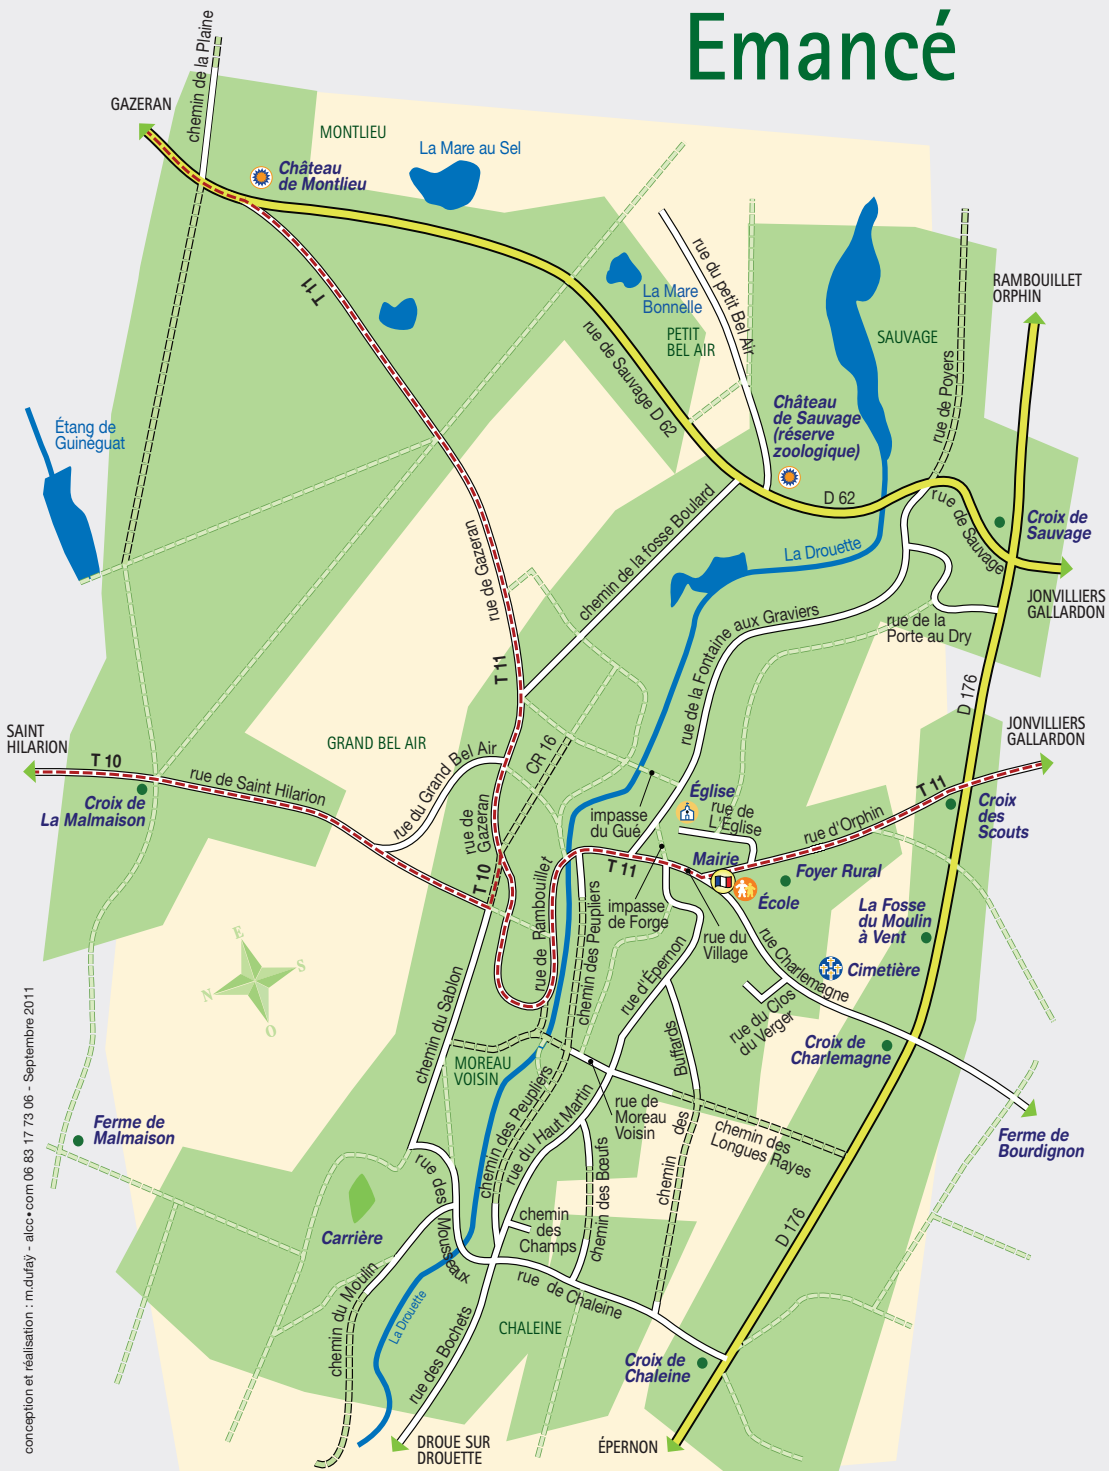 Emancé
chemin de la Plaine
GAZERAN
MONTLIEU
La Mare au Sel
Château
de Montlieu
T 11
rue du petit Bel Air
La Mare
Bonnelle
PETIT
BEL AIR
SAUVAGE
RAMBOUILLET
ORPHIN
rue de Sauvage D 62
rue de Poyers
Château
de Sauvage
(réserve
zoologique)
Étang de
Guinéguat
D 62
rue de Sauvage
Croix de
Sauvage
chemin de la fosse Boulard
rue de Gazeran
La Drouette
JONVILLIERS
GALLARDON
rue de la Fontaine aux Graviers
rue de la
Porte au Dry
T 11
D 176
SAINT
HILARION
T 10
rue de Saint Hilarion
GRAND BEL AIR
rue du Grand Bel Air
CR 16
JONVILLIERS
GALLARDON
T 11
Croix de
La Malmaison
rue de
Gazeran
impasse
du Gué
Église
rue de
L'Église
rue d'Orphin
Croix
des
Scouts
T 10
T 11
Mairie
Foyer Rural
École
rue de Rambouillet
chemin des Peupliers
impasse
de Forge
rue du
Village
La Fosse
du Moulin
à Vent
E
S
N
O
rue d'Épernon
rue Charlemagne
Cimetière
rue du Clos
du Verger
chemin du Sablon
Croix de
Charlemagne
MOREAU
VOISIN
chemin des Buffards
rue de
Moreau
Voisin
chemin des
Longues Rayes
Ferme de
Malmaison
Ferme de
Bourdignon
chemin des Peupliers
rue du Haut Martin
chemin des Bœufs
rue des Mousseaux
chemin
des
Champs
Carrière
D 176
chemin du Moulin
La Drouette
rue des Bochets
rue de Chaleine
CHALEINE
Croix de
Chaleine
DROUE SUR
DROUETTE
ÉPERNON
conception et réalisation : m.dufaÿ - alcc•com 06 83 17 73 06 - Septembre 2011